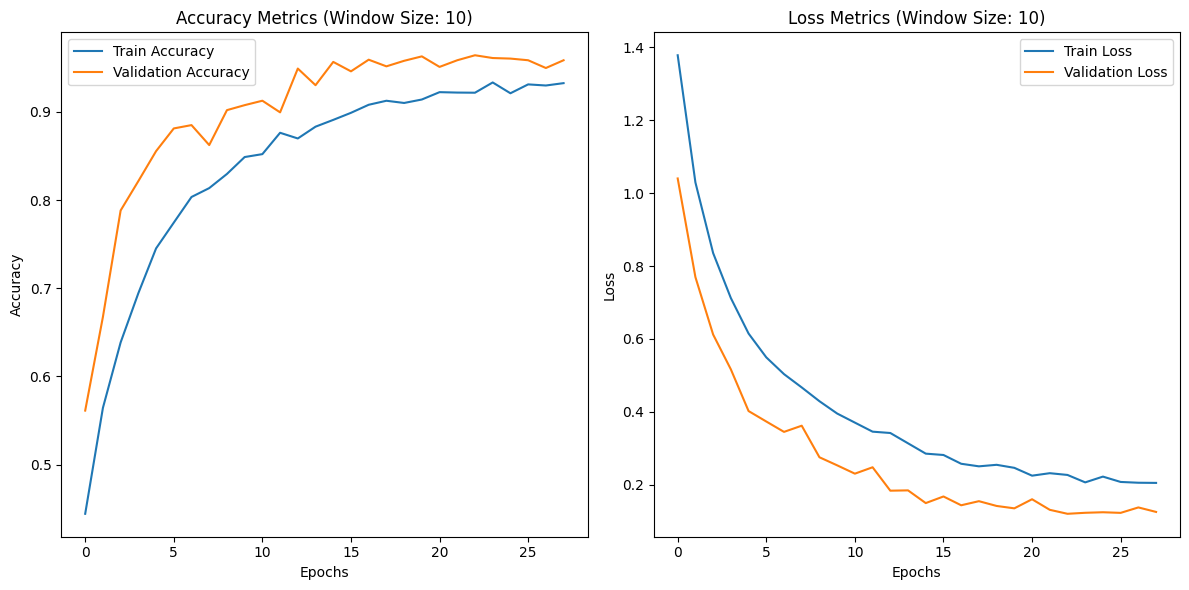 Accuracy Metrics (Window Size: 10)
Train Accuracy
Validation Accuracy
Accuracy
0.9
0.8
0.7
0.6
0.5
0
5
10
15
20
25
Epochs
Loss Metrics (Window Size: 10)
Train Loss
Validation Loss
Loss
1.4
1.2
1.0
0.8
0.6
0.4
0.2
0
5
10
15
20
25
Epochs